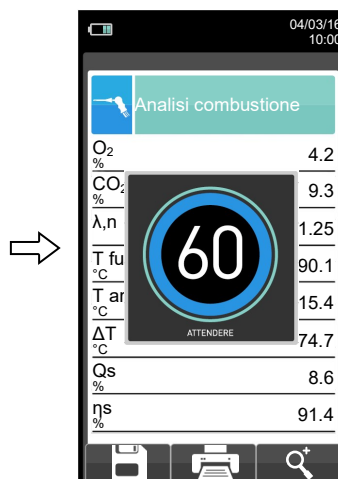 04/03/16
10:00
Analisi combustione
O2
% 4.2
CO2
% 9.3
λ,n 1.25
T fu
°C 90.1
60
T ar
°C 15.4
ATTENDERE
ΔT
°C 74.7
Qs
% 8.6
ηs
% 91.4